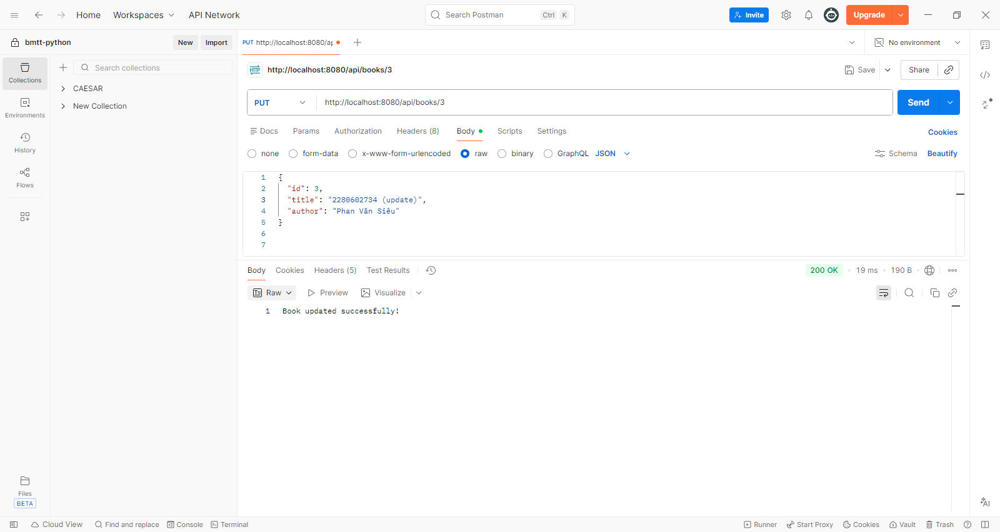 Home Workspaces API Network Search Postman Ctrl K Invite Upgrade
bmtt-python New Import PUT http://localhost:8080/ap No environment
Collections
Environments
History
Flows
Files
BETA
Search collections
CAESAR
New Collection
HTTP http://localhost:8080/api/books/3 Save Share
PUT http://localhost:8080/api/books/3 Send
Docs Params Authorization Headers (8) Body Scripts Settings Cookies
none form-data x-www-form-urlencoded raw binary GraphQL JSON Schema Beautify
1 {
2 "id": 3,
3 "title": "2280602734 (update)",
4 "author": "Phan Văn Siêu"
5 }
6
7
Body Cookies Headers (5) Test Results 200 OK 19 ms 190 B
Raw Preview Visualize
1 Book updated successfully!
AI
Cloud View Find and replace Console Terminal Runner Start Proxy Cookies Vault Trash